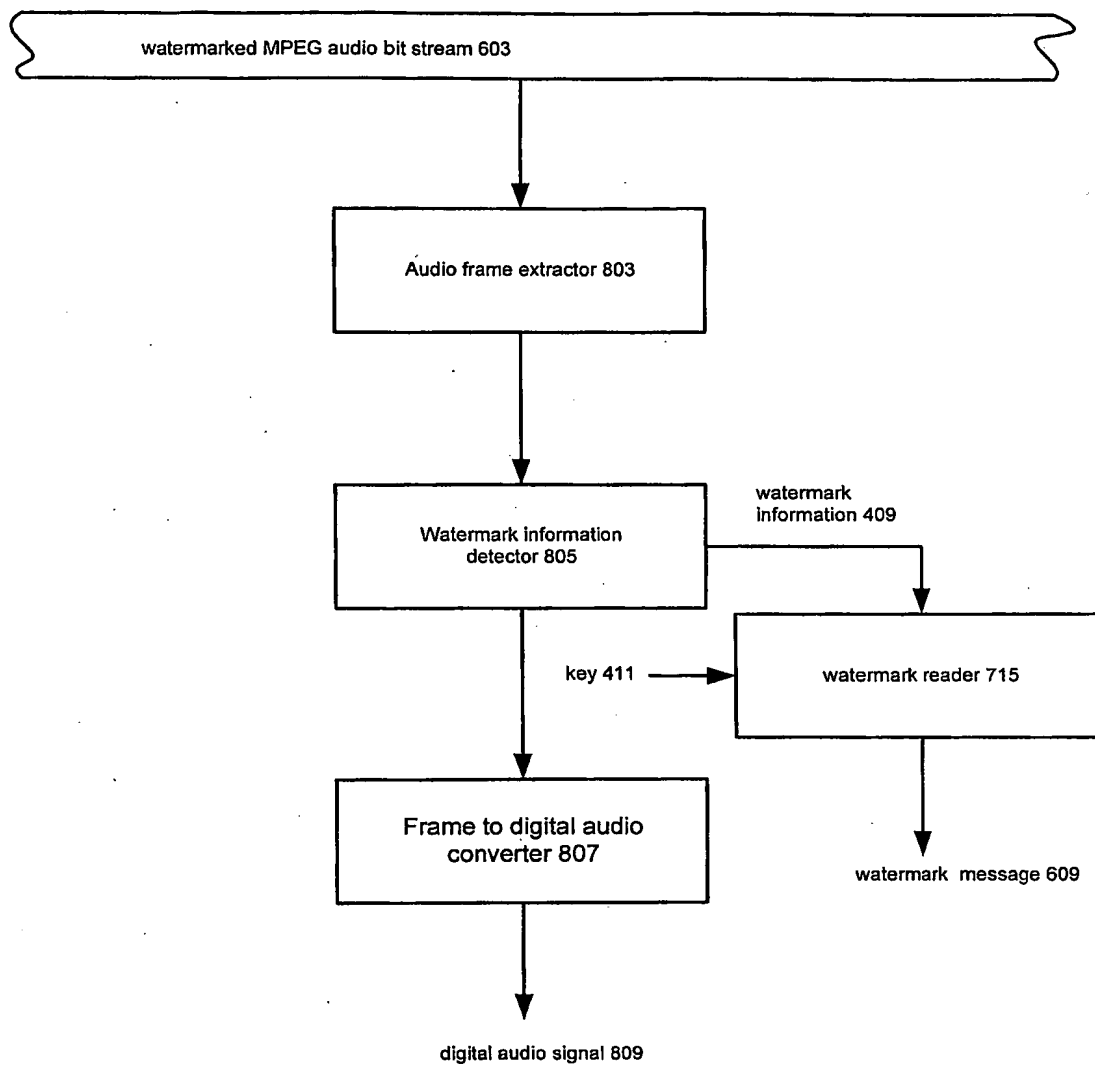 watermarked MPEG audio bit stream 603
Audio frame extractor 803
watermark
information 409
Watermark information
detector 805
key 411
watermark reader 715
Frame to digital audio
converter 807
watermark message 609
digital audio signal 809